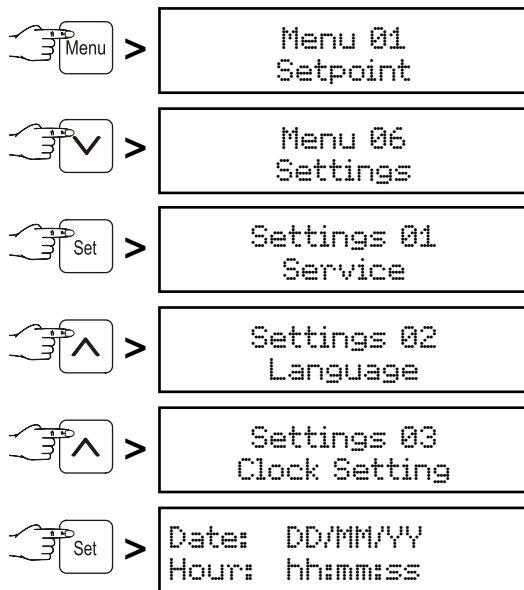 Menu > Menu 01
Setpoint
> Menu 06
Settings
Set > Settings 01
Service
> Settings 02
Language
> Settings 03
Clock Setting
Set > Date: DD/MM/YY
Hour: hh:mm:ss